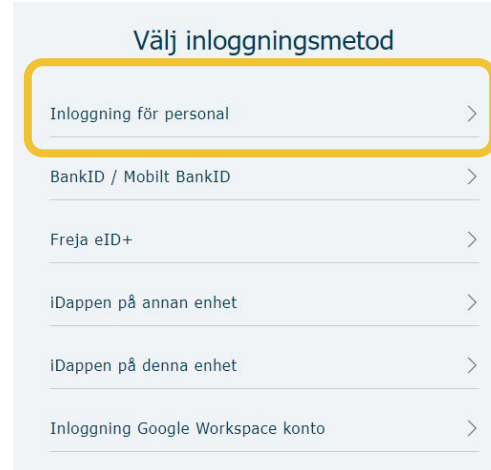 Välj inloggningsmetod
Inloggning för personal
BankID / Mobilt BankID
Freja eID+
iDappen på annan enhet
iDappen på denna enhet
Inloggning Google Workspace konto